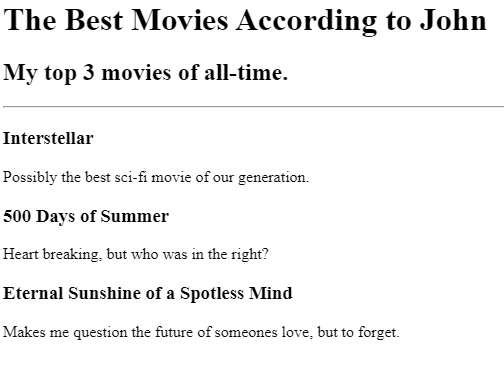 The Best Movies According to John
My top 3 movies of all-time.
Interstellar
Possibly the best sci-fi movie of our generation.
500 Days of Summer
Heart breaking, but who was in the right?
Eternal Sunshine of a Spotless Mind
Makes me question the future of someones love, but to forget.